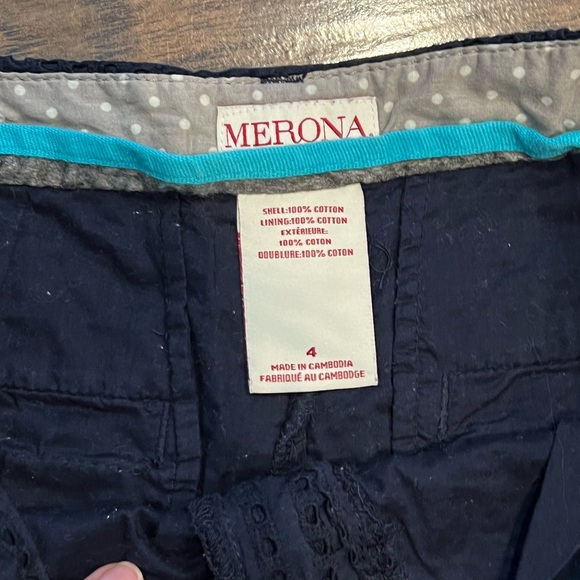 MERONA
SHELL:100% COTTON
LINING:100% COTTON
EXTÉRIEURE:
100% COTON
DOUBLURE:100% COTON
4
MADE IN CAMBODIA
FABRIQUÉ AU CAMBODGE